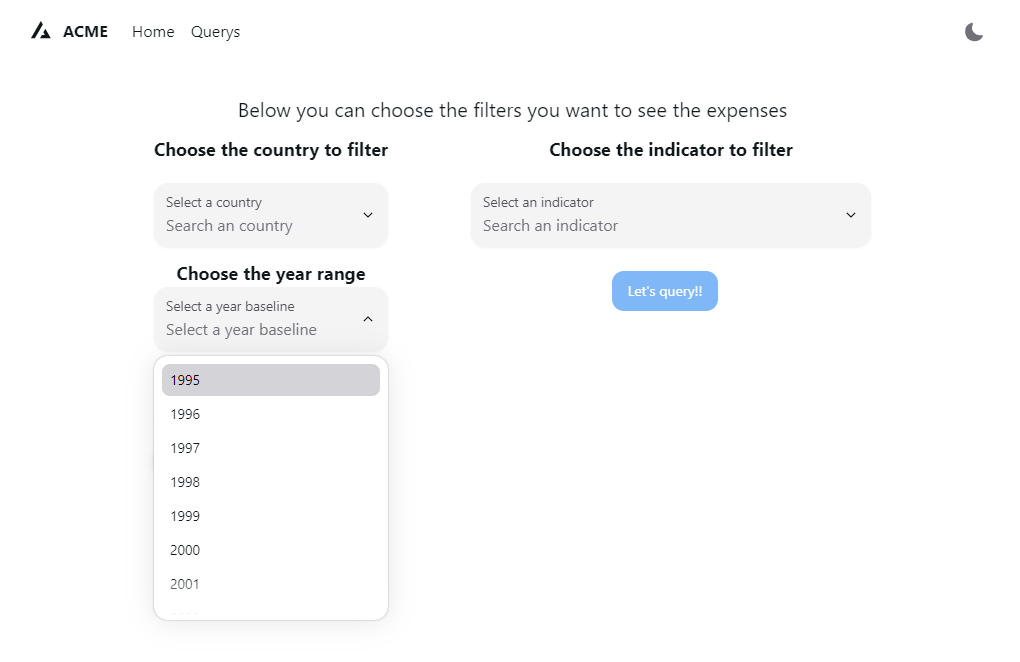 ACME Home Querys
Below you can choose the filters you want to see the expenses
Choose the country to filter
Select a country
Search an country
Choose the indicator to filter
Select an indicator
Search an indicator
Choose the year range
Select a year baseline
Select a year baseline
Let's query!!
1995
1996
1997
1998
1999
2000
2001